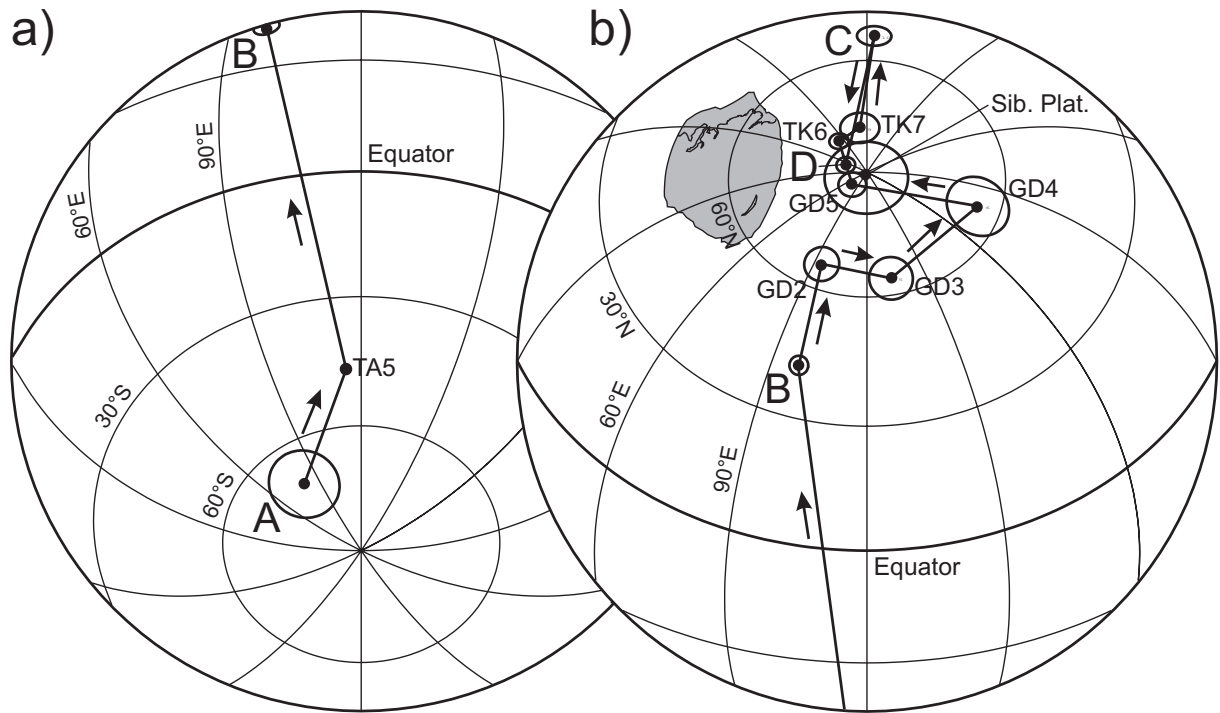 a)
B
90°E
Equator
60°E
TA5
30°S
60°S
A
b)
C
Sib. Plat.
TK6
TK7
D
GD4
GD5
60°N
GD2
GD3
30°N
B
60°E
90°E
Equator